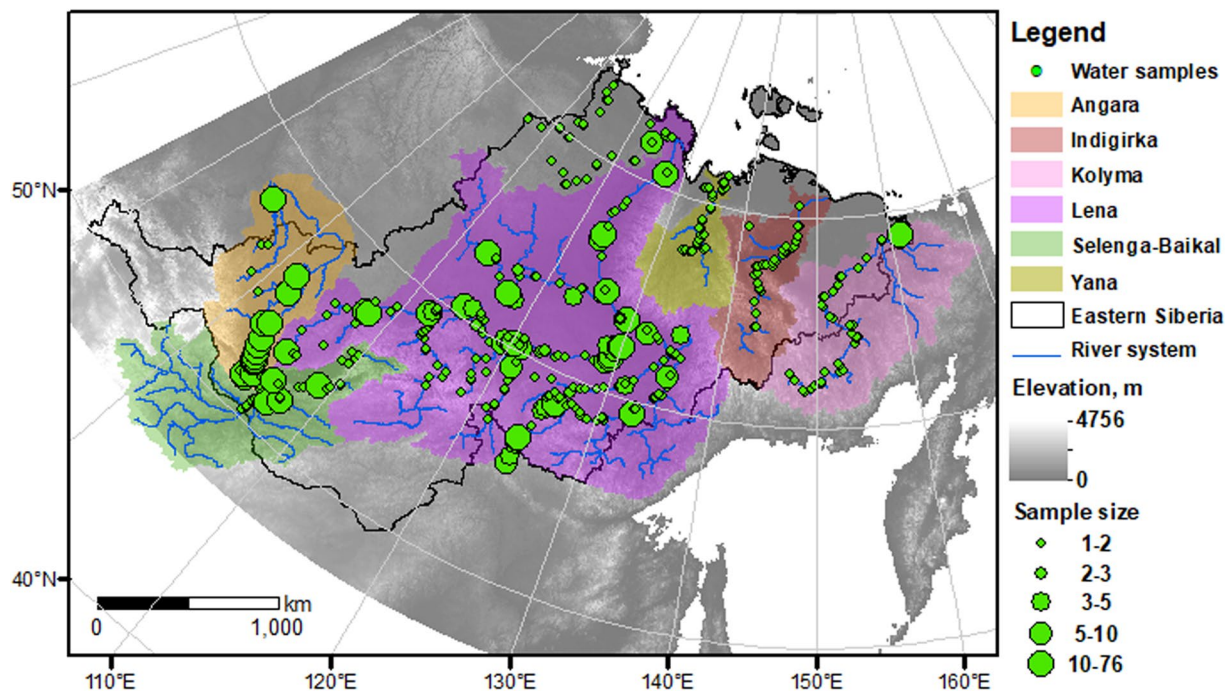 50°N
40°N
km
0 1,000
110°E 120°E 130°E 140°E 150°E 160°E
Legend
Water samples
Angara
Indigirka
Kolyma
Lena
Selenga-Baikal
Yana
Eastern Siberia
River system
Elevation, m
4756
0
Sample size
1-2
2-3
3-5
5-10
10-76